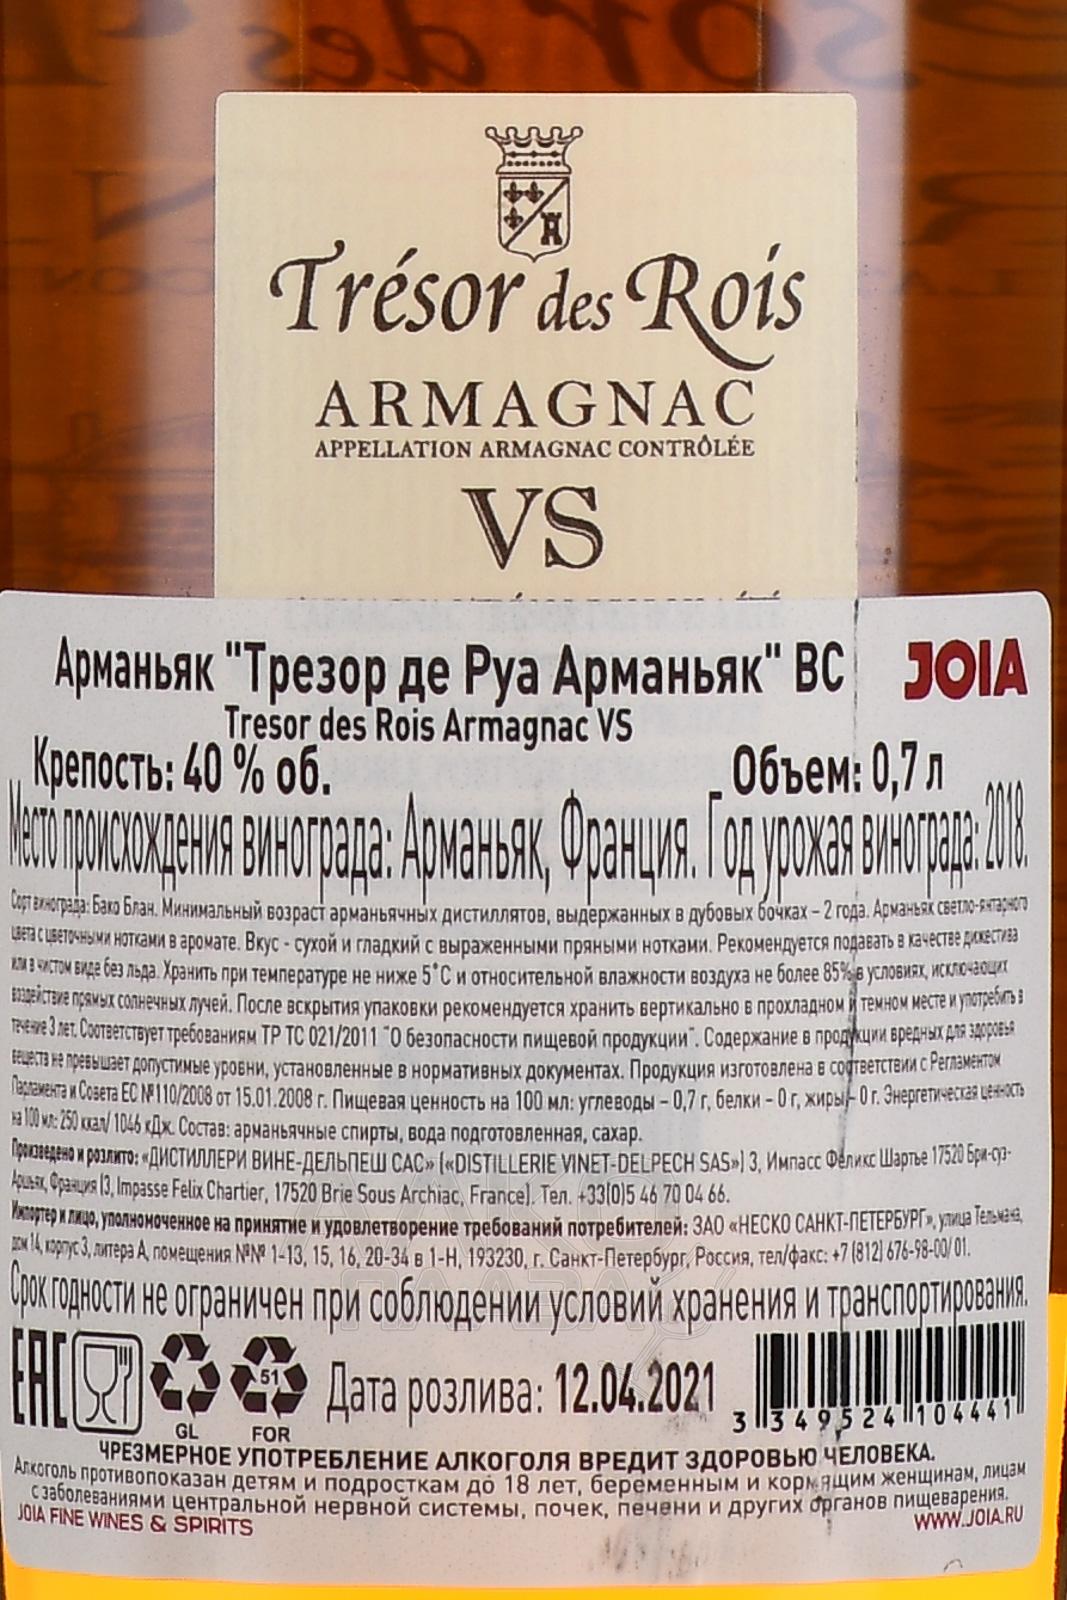 Trésor des Rois
ARMAGNAC
APPELLATION ARMAGNAC CONTRÔLÉE
VS
Арманьяк "Трезор де Руа Арманьяк" ВС
JOIA
Tresor des Rois Armagnac VS
Крепость: 40 % об.
Объем: 0,7 л
Место происхождения винограда: Арманьяк, Франция. Год урожая винограда: 2018.
Сорт винограда: Бако Блан. Минимальный возраст арманьячных дистиллятов, выдержанных в дубовых бочках – 2 года. Арманьяк светло-янтарного
цвета с цветочными нотками в аромате. Вкус - сухой и гладкий с выраженными пряными нотками. Рекомендуется подавать в качестве дижестива
или в чистом виде без льда. Хранить при температуре не ниже 5˚С и относительной влажности воздуха не более 85% в условиях, исключающих
воздействие прямых солнечных лучей. После вскрытия упаковки рекомендуется хранить вертикально в прохладном и темном месте и употребить в
течение 3 лет. Соответствует требованиям ТР ТС 021/2011 "О безопасности пищевой продукции". Содержание в продукции вредных для здоровья
веществ не превышает допустимые уровни, установленные в нормативных документах. Продукция изготовлена в соответствии с Регламентом
Парламента и Совета ЕС №110/2008 от 15.01.2008 г. Пищевая ценность на 100 мл: углеводы – 0,7 г, белки – 0 г, жиры – 0 г. Энергетическая ценность
на 100 мл: 250 ккал/ 1046 кДж. Состав: арманьячные спирты, вода подготовленная, сахар.
Произведено и розлито: «ДИСТИЛЛЕРИ ВИНЕ-ДЕЛЬПЕШ САС» («DISTILLERIE VINET-DELPECH SAS») 3, Импасс Феликс Шартье 17520 Бри-суз-
Аршьяк, Франция (3, Impasse Felix Chartier, 17520 Brie Sous Archiac, France). Тел. +33(0)5 46 70 04 66.
Импортер и лицо, уполномоченное на принятие и удовлетворение требований потребителей: ЗАО «НЕСКО САНКТ-ПЕТЕРБУРГ», улица Тельмана,
дом 14, корпус 3, литера А, помещения №№ 1-13, 15, 16, 20-34 в 1-Н, 193230, г. Санкт-Петербург, Россия, тел/факс: +7 (812) 676-98-00/ 01.
Срок годности не ограничен при соблюдении условий хранения и транспортирования.
EAC
GL
51
FOR
Дата розлива: 12.04.2021
3 349524 104441
ЧРЕЗМЕРНОЕ УПОТРЕБЛЕНИЕ АЛКОГОЛЯ ВРЕДИТ ЗДОРОВЬЮ ЧЕЛОВЕКА.
Алкоголь противопоказан детям и подросткам до 18 лет, беременным и кормящим женщинам, лицам
с заболеваниями центральной нервной системы, почек, печени и других органов пищеварения.
JOIA FINE WINES & SPIRITS
WWW.JOIA.RU